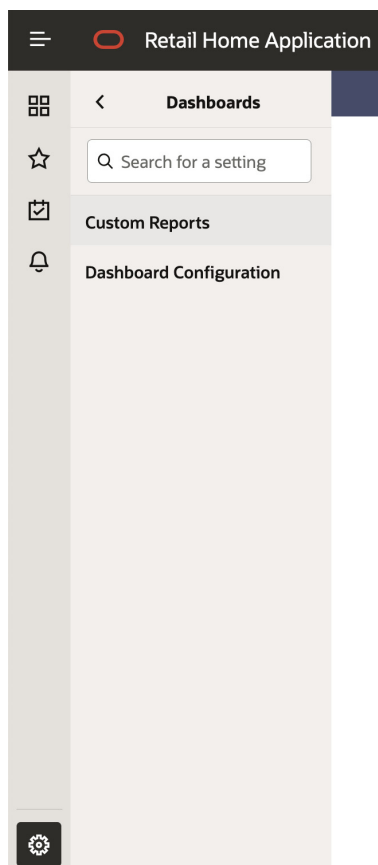 Retail Home Application
Dashboards
Search for a setting
Custom Reports
Dashboard Configuration